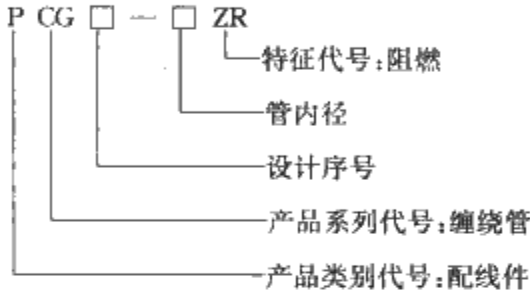 P CG □ — □ ZR
特征代号:阻燃
管内径
设计序号
产品系列代号:缠绕管
产品类别代号:配线件